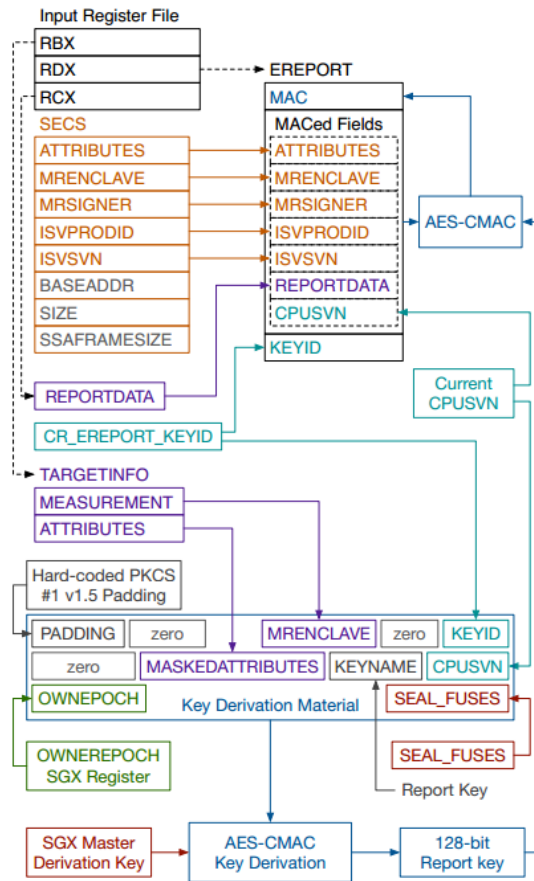 Input Register File
RBX
RDX
RCX
EREPORT
MAC
SECS
MACed Fields
ATTRIBUTES
ATTRIBUTES
MRENCLAVE
MRENCLAVE
MRSIGNER
MRSIGNER
AES-CMAC
ISVPRODID
ISVPRODID
ISVSVN
ISVSVN
BASEADDR
REPORTDATA
SIZE
CPUSVN
SSAFRAMESIZE
KEYID
REPORTDATA
Current
CPUSVN
CR_EREPORT_KEYID
TARGETINFO
MEASUREMENT
ATTRIBUTES
Hard-coded PKCS
#1 v1.5 Padding
PADDING
zero
MRENCLAVE
zero
KEYID
zero
MASKEDATTRIBUTES
KEYNAME
CPUSVN
OWNEPOCH
Key Derivation Material
SEAL_FUSES
OWNEREPOCH
SGX Register
SEAL_FUSES
Report Key
SGX Master
Derivation Key
AES-CMAC
Key Derivation
128-bit
Report key